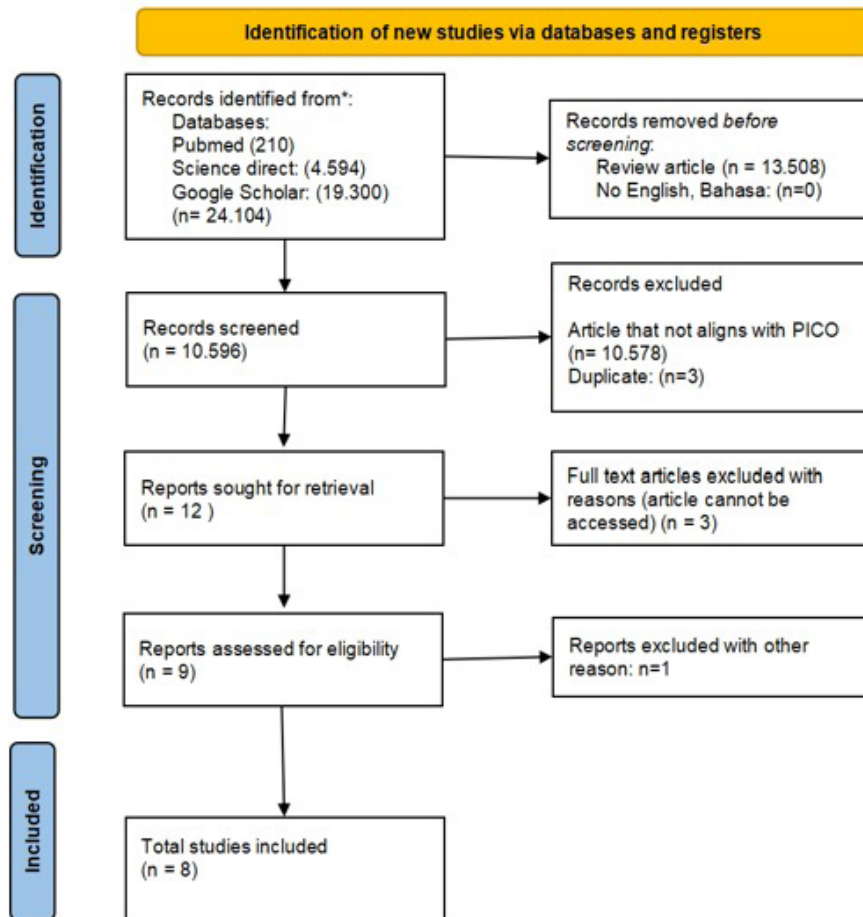 Identification of new studies via databases and registers
Identification
Records identified from*:
Databases:
Pubmed (210)
Science direct: (4.594)
Google Scholar: (19.300)
(n= 24.104)
Records removed before
screening:
Review article (n = 13.508)
No English, Bahasa: (n=0)
Screening
Records screened
(n = 10.596)
Records excluded
Article that not aligns with PICO
(n= 10.578)
Duplicate: (n=3)
Reports sought for retrieval
(n = 12 )
Full text articles excluded with
reasons (article cannot be
accessed) (n = 3)
Reports assessed for eligibility
(n = 9)
Reports excluded with other
reason: n=1
Included
Total studies included
(n = 8)